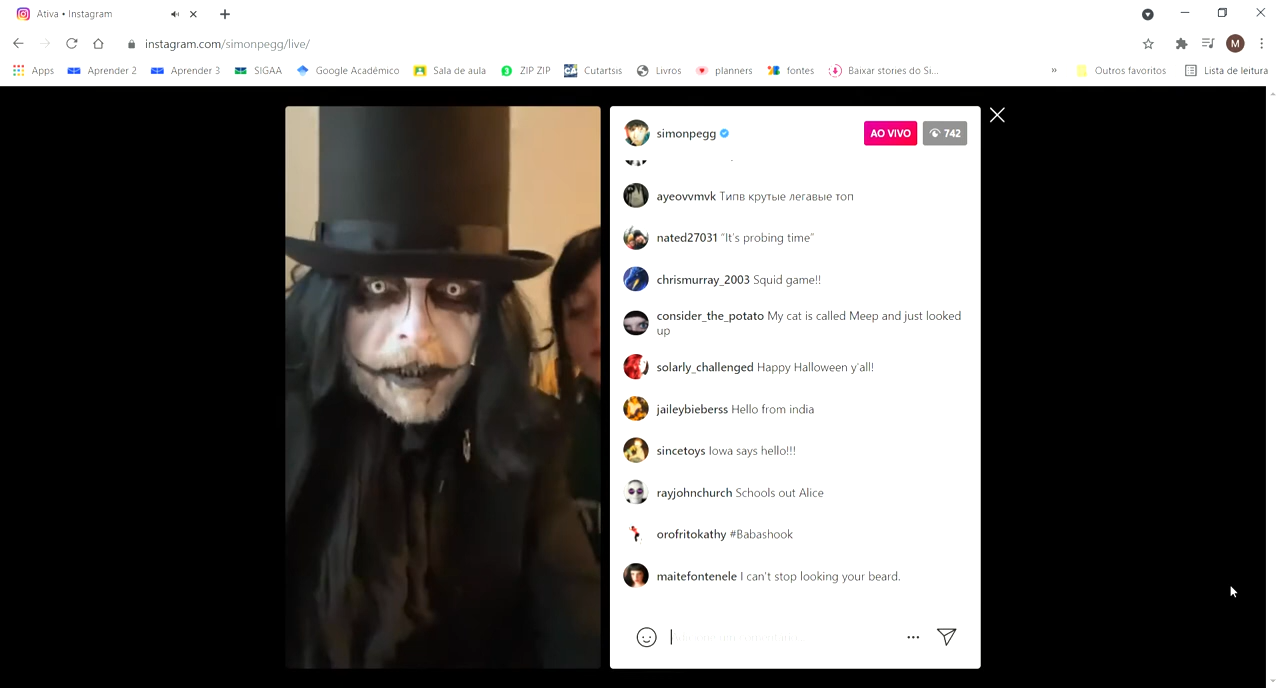 Ativa • Instagram
instagram.com/simonpegg/live/
M
Apps
Aprender 2
Aprender 3
SIGAA
Google Acadêmico
Sala de aula
ZIP ZIP
Cutartsis
Livros
planners
fontes
Baixar stories do Si...
»
Outros favoritos
Lista de leitura
simonpegg
AO VIVO
742
ayeovvmvk Типв крутые легавые топ
nated27031 "It's probing time"
chrismurray_2003 Squid game!!
consider_the_potato My cat is called Meep and just looked
up
solarly_challenged Happy Halloween y'all!
jaileybieberss Hello from india
sincetoys Iowa says hello!!!
rayjohnchurch Schools out Alice
orofritokathy #Babashook
maitefontenele I can't stop looking your beard.